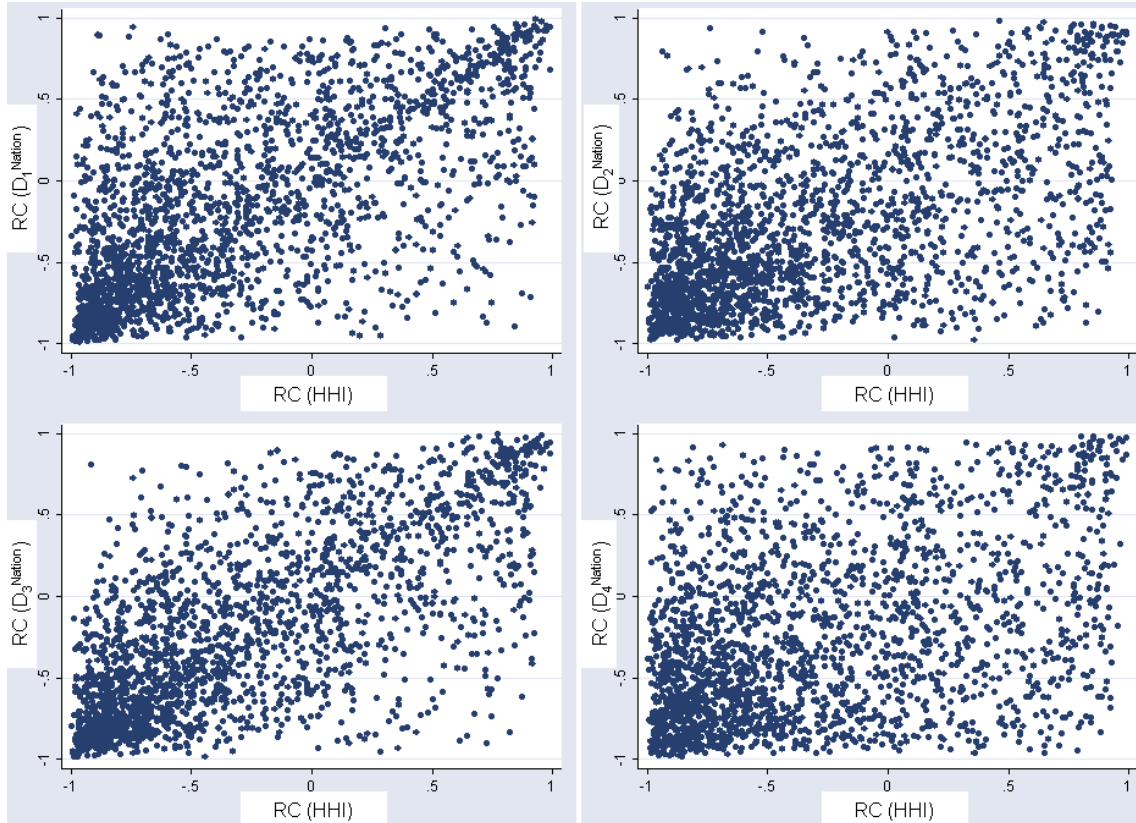 1
.5
0
-.5
-1
RC (D₁ᴺᵃᵗⁱᵒⁿ)
-1 -.5 0 .5 1
RC (HHI)
1
.5
0
-.5
-1
RC (D₂ᴺᵃᵗⁱᵒⁿ)
-1 -.5 0 .5 1
RC (HHI)
1
.5
0
-.5
-1
RC (D₃ᴺᵃᵗⁱᵒⁿ)
-1 -.5 0 .5 1
RC (HHI)
1
.5
0
-.5
-1
RC (D₄ᴺᵃᵗⁱᵒⁿ)
-1 -.5 0 .5 1
RC (HHI)